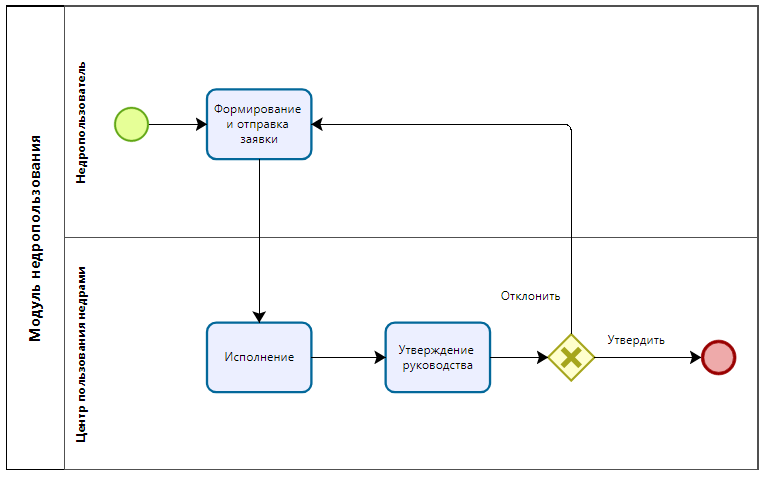 Модуль недропользования
Недропользователь
Формирование
и отправка
заявки
Центр пользования недрами
Исполнение
Утверждение
руководства
Отклонить
Утвердить